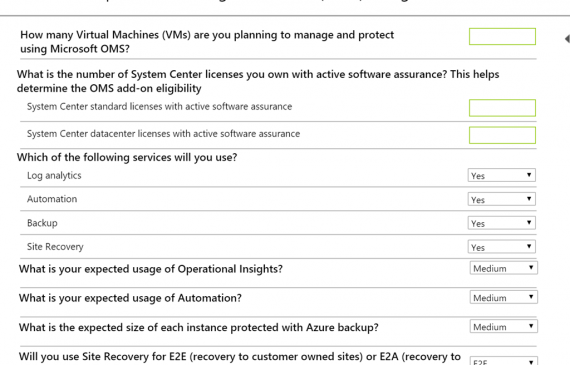 How many Virtual Machines (VMs) are you planning to manage and protect
using Microsoft OMS?
What is the number of System Center licenses you own with active software assurance? This helps
determine the OMS add-on eligibility
System Center standard licenses with active software assurance
System Center datacenter licenses with active software assurance
Which of the following services will you use?
Log analytics Yes
Automation Yes
Backup Yes
Site Recovery Yes
What is your expected usage of Operational Insights? Medium
What is your expected usage of Automation? Medium
What is the expected size of each instance protected with Azure backup? Medium
Will you use Site Recovery for E2E (recovery to customer owned sites) or E2A (recovery to E2E